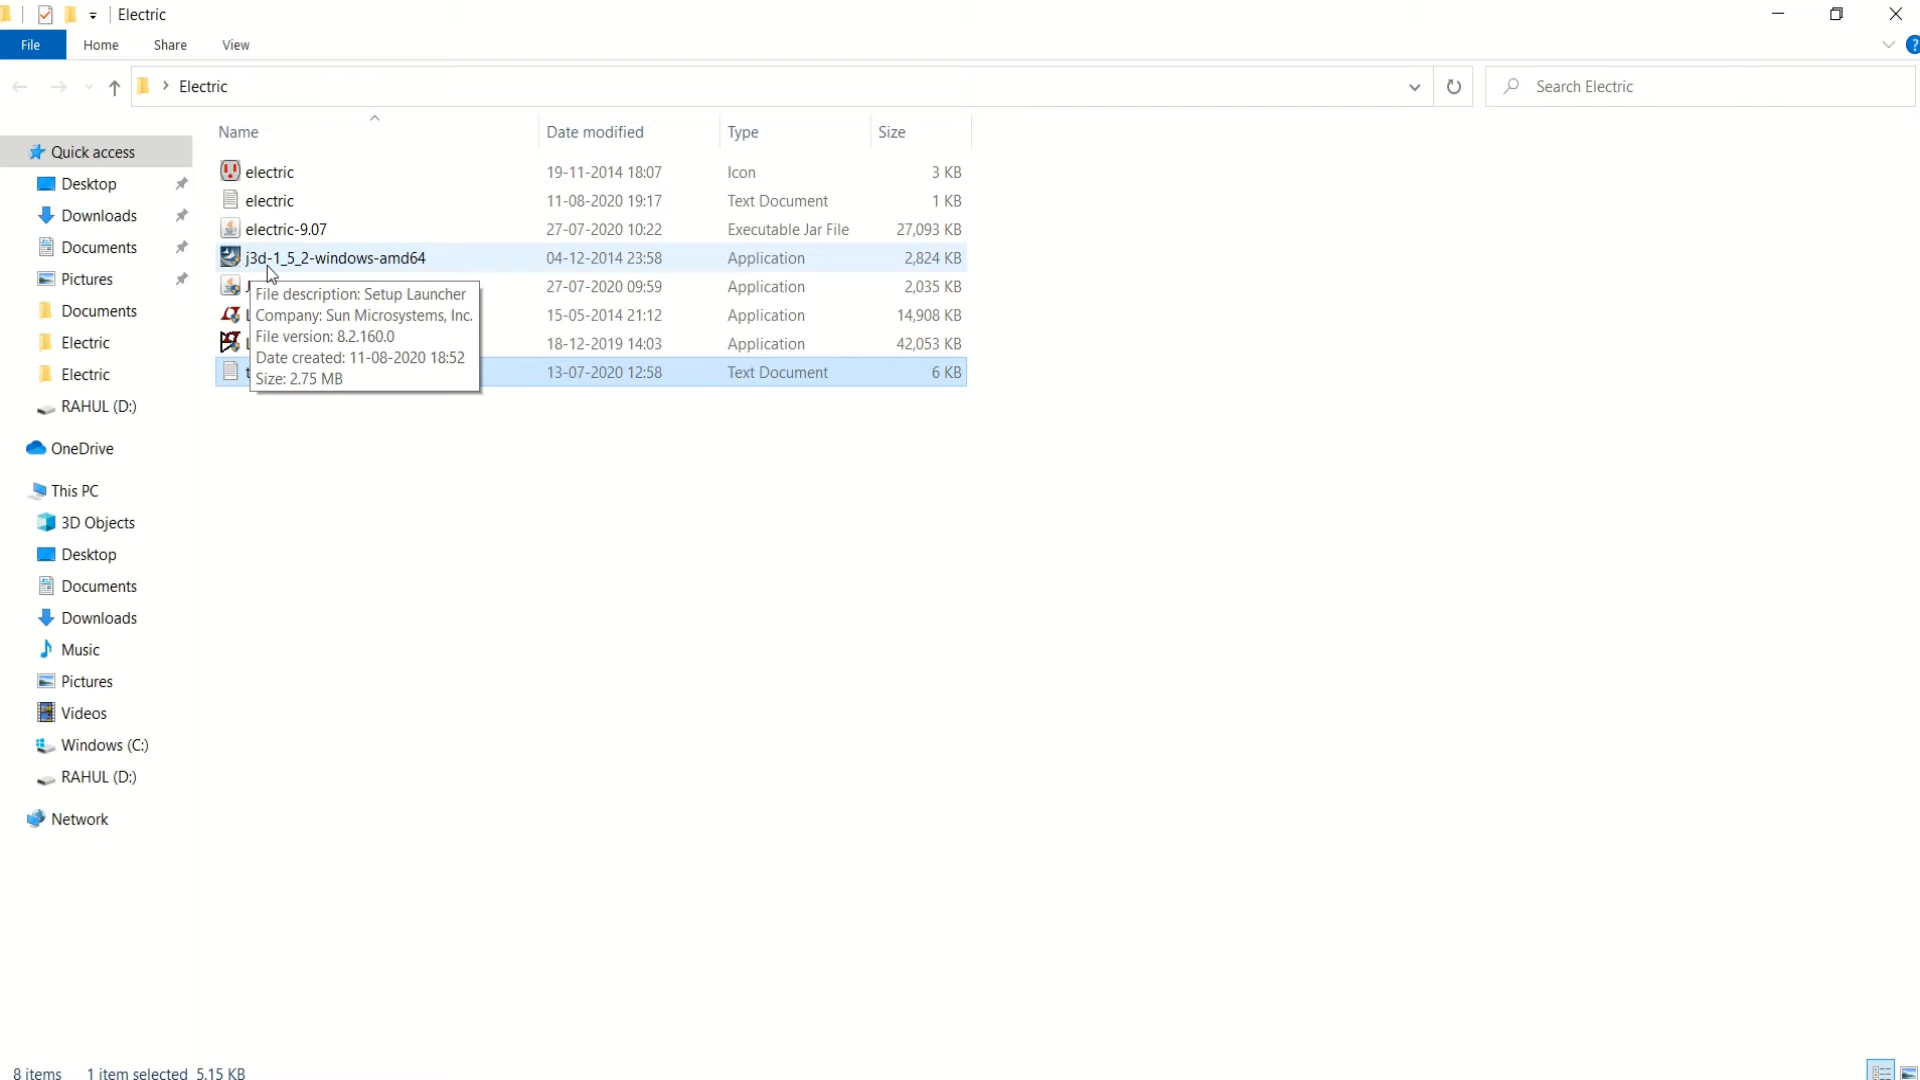 Electric
File Home Share View
Electric
Search Electric
Name Date modified Type Size
Quick access
Desktop
Downloads
Documents
Pictures
Documents
Electric
Electric
RAHUL (D:)
OneDrive
This PC
3D Objects
Desktop
Documents
Downloads
Music
Pictures
Videos
Windows (C:)
RAHUL (D:)
Network
electric 19-11-2014 18:07 Icon 3 KB
electric 11-08-2020 19:17 Text Document 1 KB
electric-9.07 27-07-2020 10:22 Executable Jar File 27,093 KB
j3d-1_5_2-windows-amd64 04-12-2014 23:58 Application 2,824 KB
27-07-2020 09:59 Application 2,035 KB
15-05-2014 21:12 Application 14,908 KB
18-12-2019 14:03 Application 42,053 KB
13-07-2020 12:58 Text Document 6 KB
File description: Setup Launcher
Company: Sun Microsystems, Inc.
File version: 8.2.160.0
Date created: 11-08-2020 18:52
Size: 2.75 MB
8 items 1 item selected 5.15 KB